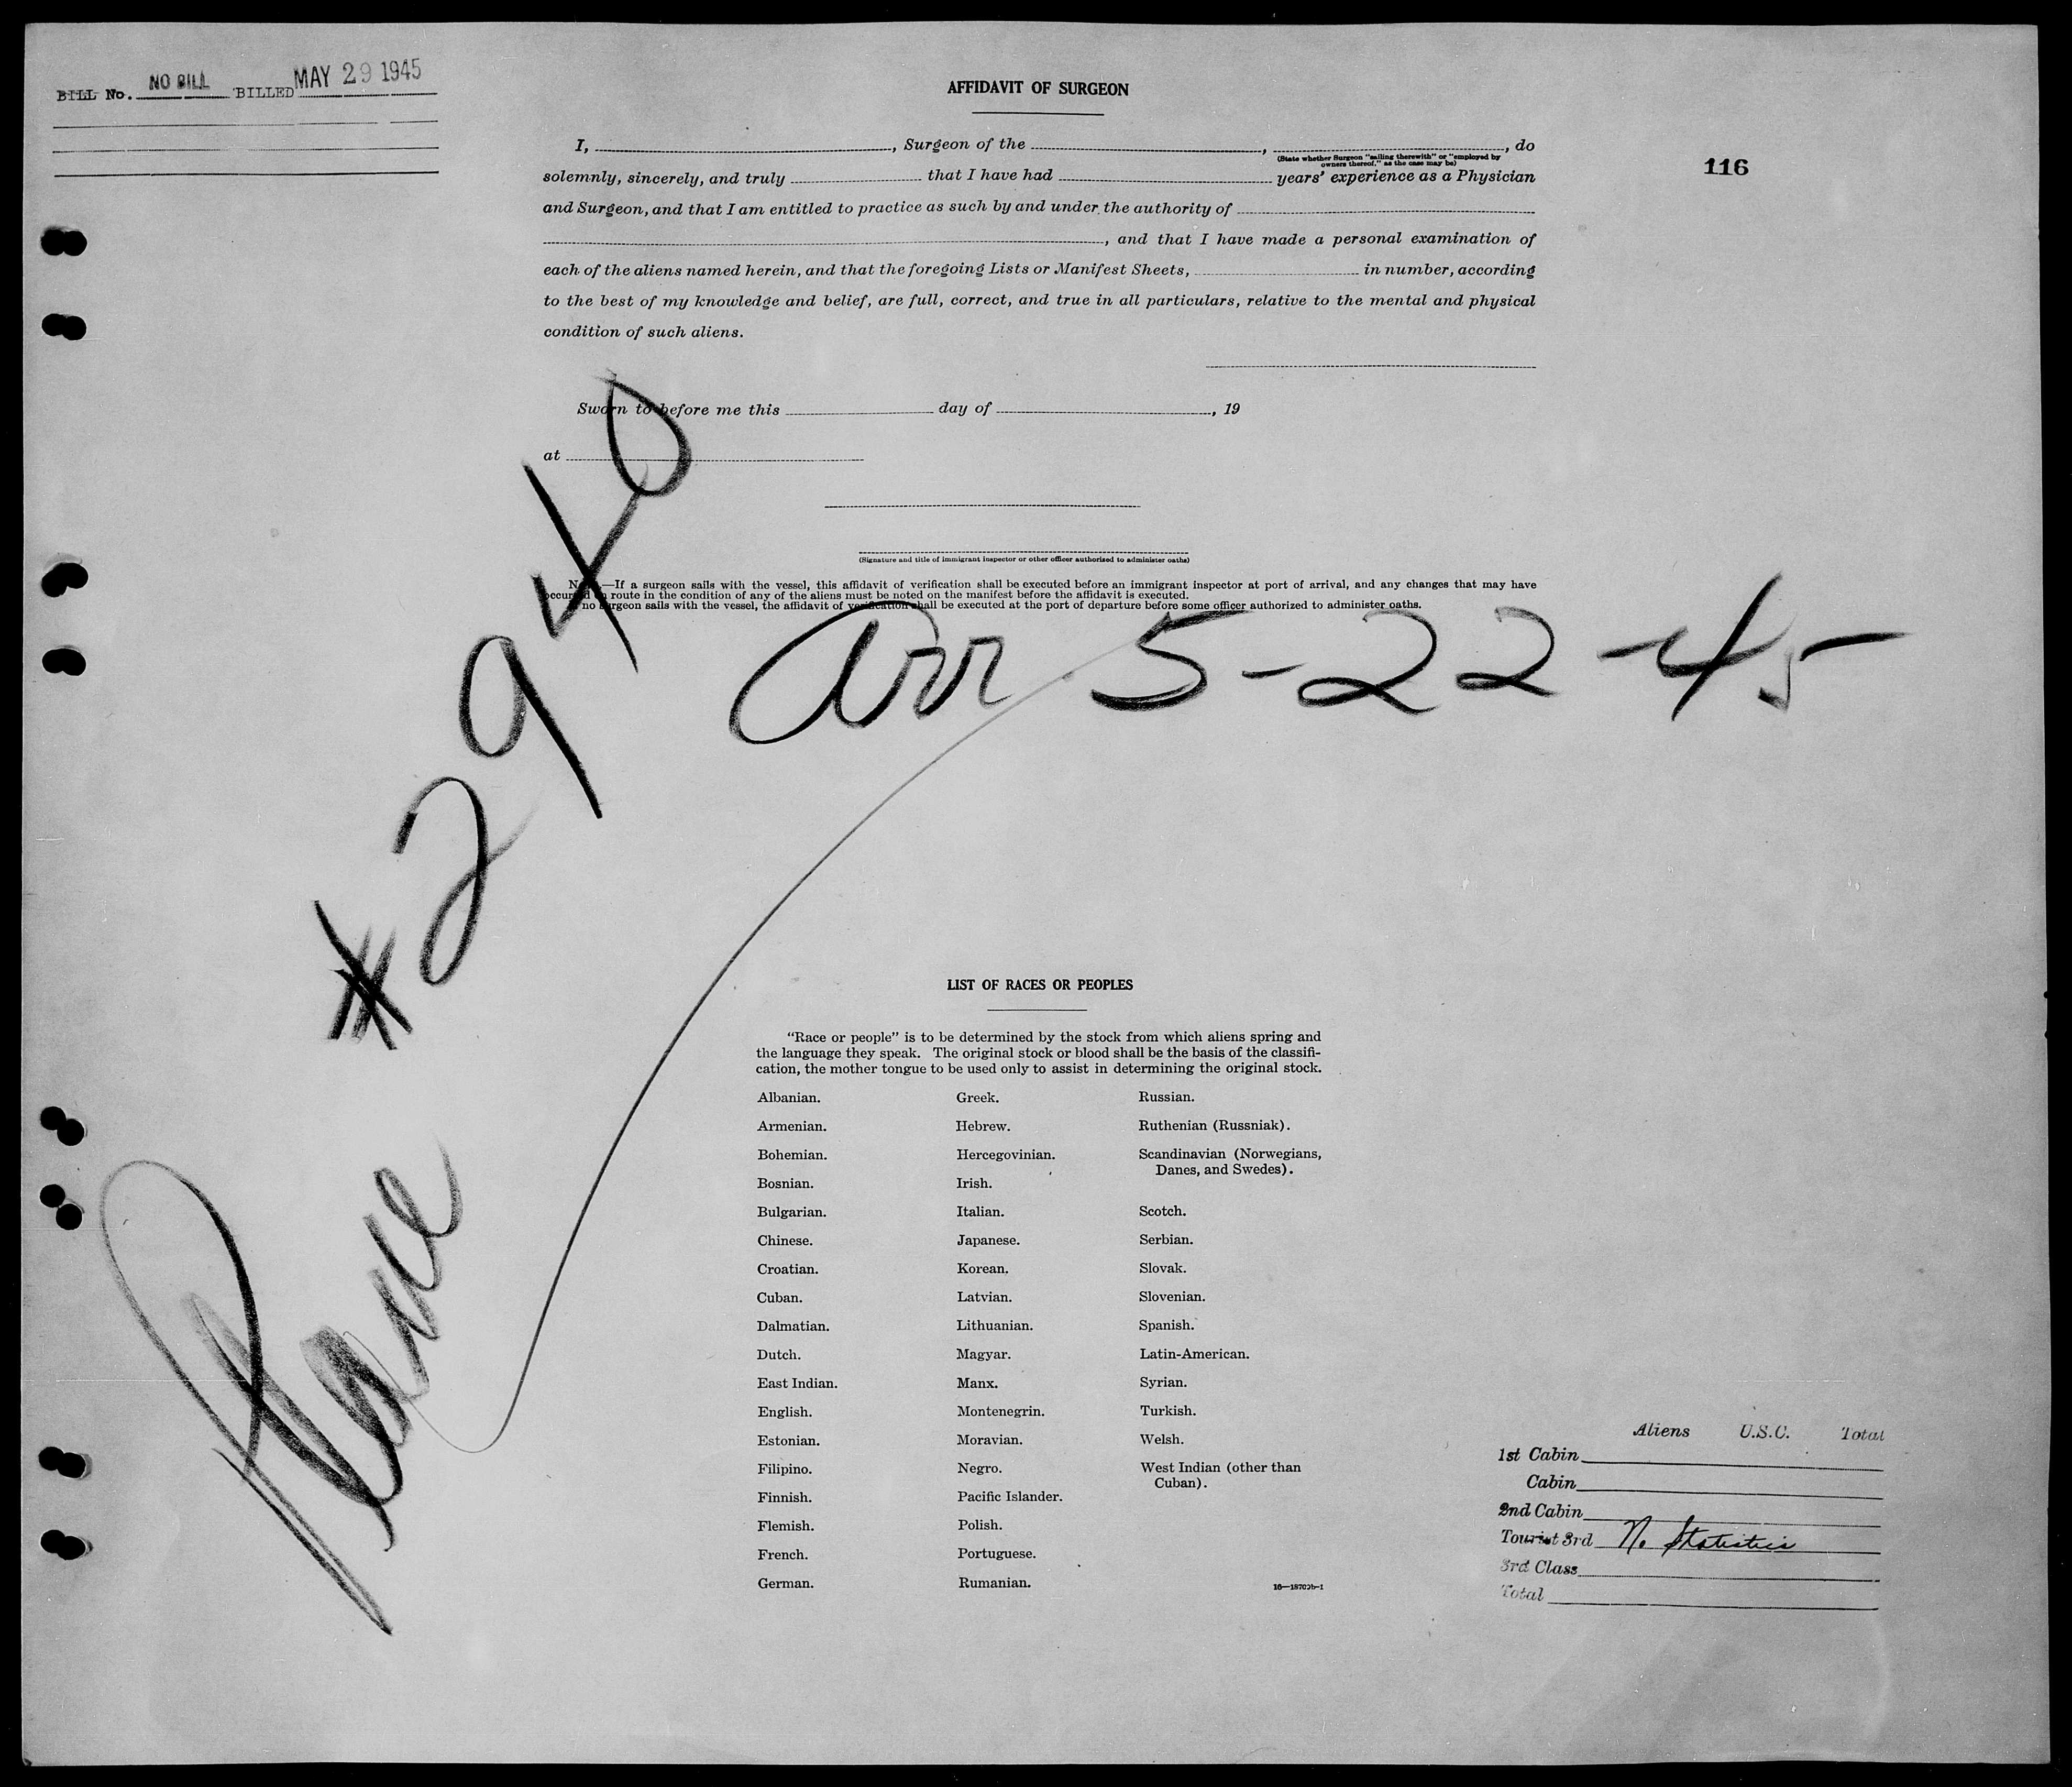 BILL No. NO BILL BILLED MAY 29 1945
AFFIDAVIT OF SURGEON
116
I, , Surgeon of the , , do
(State whether Surgeon "sailing therewith" or "employed by
owners thereof," as the case may be)
solemnly, sincerely, and truly that I have had years' experience as a Physician
and Surgeon, and that I am entitled to practice as such by and under the authority of
, and that I have made a personal examination of
each of the aliens named herein, and that the foregoing Lists or Manifest Sheets, in number, according
to the best of my knowledge and belief, are full, correct, and true in all particulars, relative to the mental and physical
condition of such aliens.
Sworn to before me this day of , 19
at
(Signature and title of immigrant inspector or other officer authorized to administer oaths)
NOTE.—If a surgeon sails with the vessel, this affidavit of verification shall be executed before an immigrant inspector at port of arrival, and any changes that may have
occurred en route in the condition of any of the aliens must be noted on the manifest before the affidavit is executed.
If no surgeon sails with the vessel, the affidavit of verification shall be executed at the port of departure before some officer authorized to administer oaths.
Plane #2940
Arr 5-22-45
LIST OF RACES OR PEOPLES
"Race or people" is to be determined by the stock from which aliens spring and
the language they speak. The original stock or blood shall be the basis of the classifi-
cation, the mother tongue to be used only to assist in determining the original stock.
Albanian. Greek. Russian.
Armenian. Hebrew. Ruthenian (Russniak).
Bohemian. Hercegovinian. Scandinavian (Norwegians,
Danes, and Swedes).
Bosnian. Irish.
Bulgarian. Italian. Scotch.
Chinese. Japanese. Serbian.
Croatian. Korean. Slovak.
Cuban. Latvian. Slovenian.
Dalmatian. Lithuanian. Spanish.
Dutch. Magyar. Latin-American.
East Indian. Manx. Syrian.
English. Montenegrin. Turkish.
Estonian. Moravian. Welsh.
Filipino. Negro. West Indian (other than
Cuban).
Finnish. Pacific Islander.
Flemish. Polish.
French. Portuguese.
German. Rumanian.
Aliens U.S.C. Total
1st Cabin
Cabin
2nd Cabin
Tourist 3rd No Statistics
3rd Class
Total